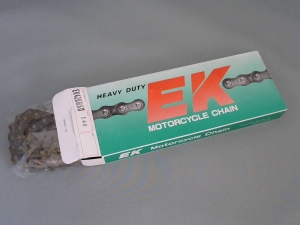 HEAVY DUTY
EK
MOTORCYCLE CHAIN
EK Motorcycle Chain